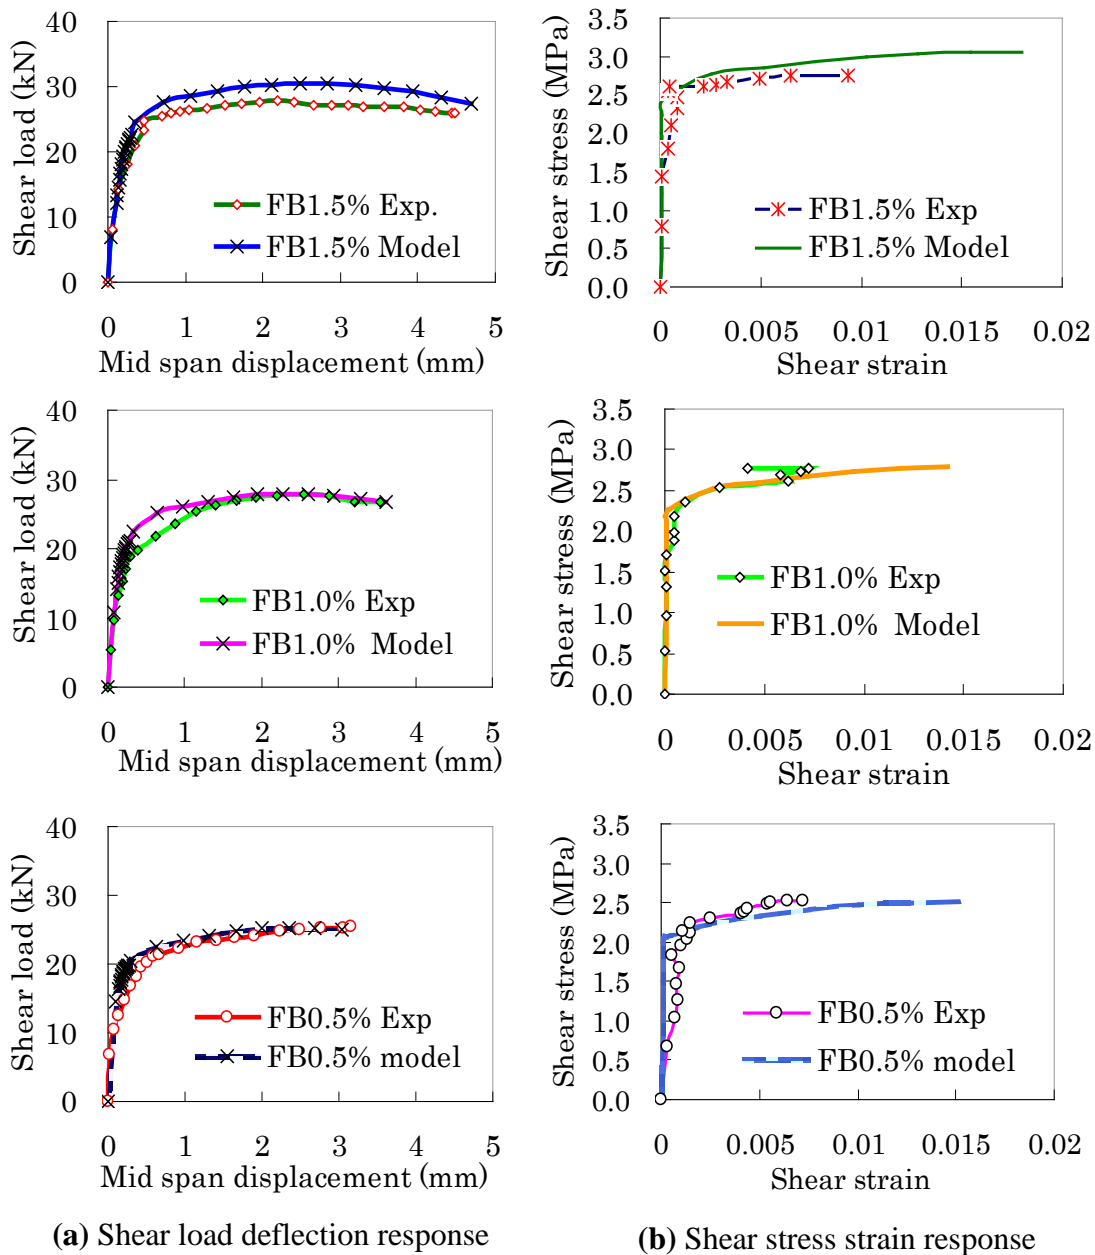 Shear load (kN)
40
30
20
10
0
FB1.5% Exp.
FB1.5% Model
0 1 2 3 4 5
Mid span displacement (mm)
Shear stress (MPa)
3.5
3.0
2.5
2.0
1.5
1.0
0.5
0.0
FB1.5% Exp
FB1.5% Model
0 0.005 0.01 0.015 0.02
Shear strain
Shear load (kN)
40
30
20
10
0
FB1.0% Exp
FB1.0% Model
0 1 2 3 4 5
Mid span displacement (mm)
Shear stress (MPa)
3.5
3.0
2.5
2.0
1.5
1.0
0.5
0.0
FB1.0% Exp
FB1.0% Model
0 0.005 0.01 0.015 0.02
Shear strain
Shear load (kN)
40
30
20
10
0
FB0.5% Exp
FB0.5% model
0 1 2 3 4 5
Mid span displacement (mm)
Shear stress (MPa)
3.5
3.0
2.5
2.0
1.5
1.0
0.5
0.0
FB0.5% Exp
FB0.5% model
0 0.005 0.01 0.015 0.02
Shear strain
(a) Shear load deflection response
(b) Shear stress strain response